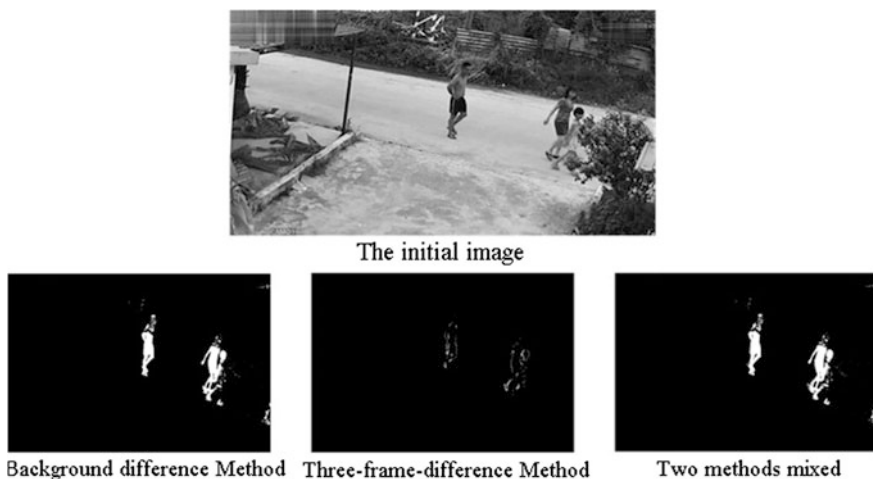 The initial image
Background difference Method
Three-frame-difference Method
Two methods mixed